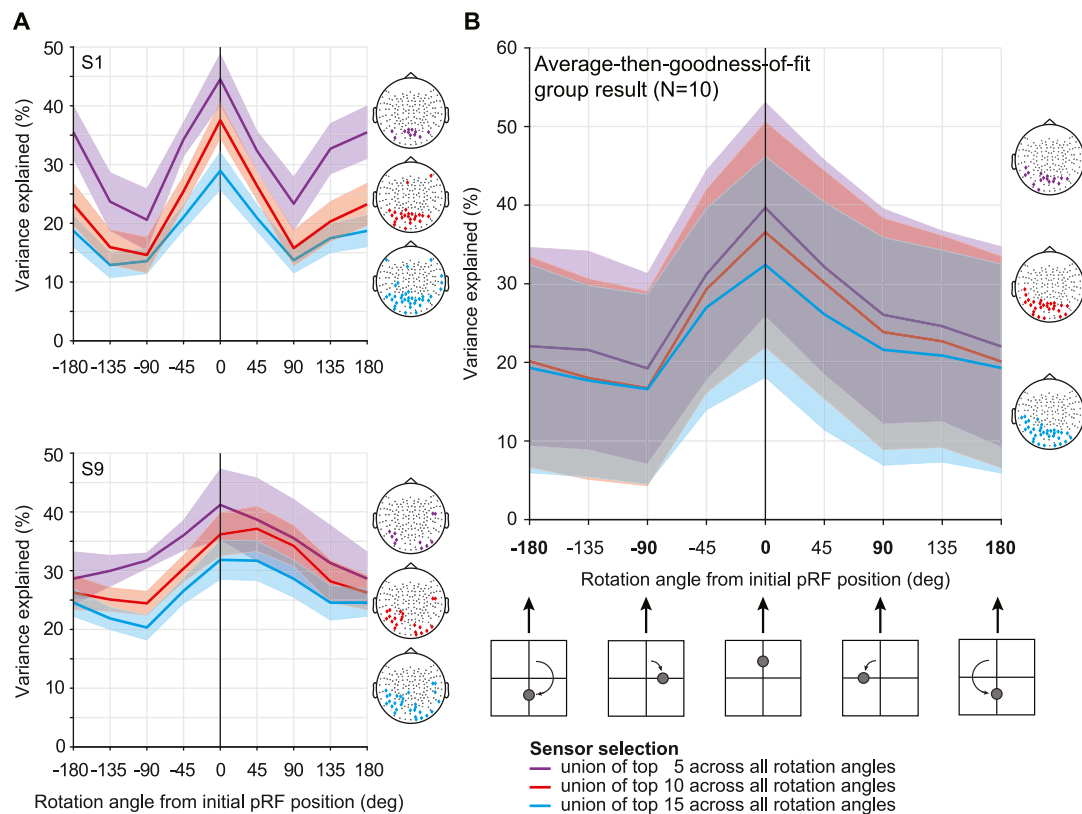 A
S1
Variance explained (%)
50
40
30
20
10
0
-180 -135 -90 -45 0 45 90 135 180
S9
Variance explained (%)
50
40
30
20
10
0
-180 -135 -90 -45 0 45 90 135 180
Rotation angle from initial pRF position (deg)
B
Average-then-goodness-of-fit
group result (N=10)
Variance explained (%)
60
50
40
30
20
10
0
-180 -135 -90 -45 0 45 90 135 180
Rotation angle from initial pRF position (deg)
Sensor selection
union of top 5 across all rotation angles
union of top 10 across all rotation angles
union of top 15 across all rotation angles